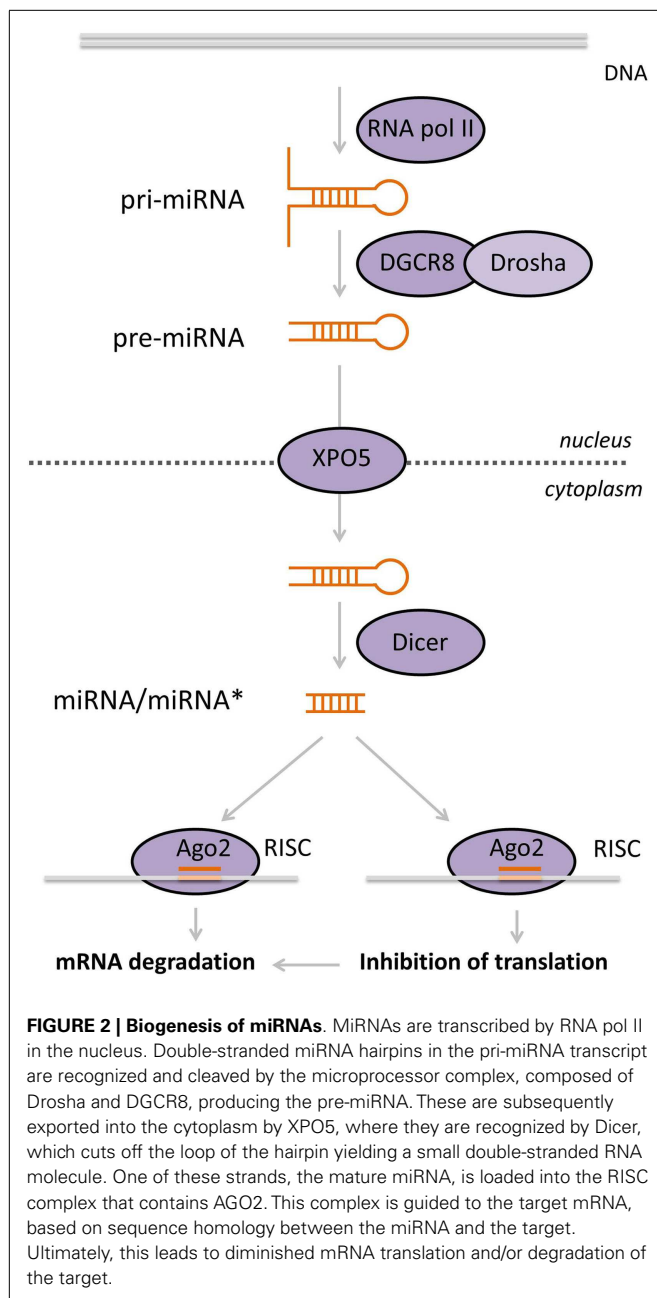 DNA
RNA pol II
pri-miRNA
DGCR8 Drosha
pre-miRNA
nucleus
XPO5
cytoplasm
Dicer
miRNA/miRNA*
Ago2 RISC Ago2 RISC
mRNA degradation Inhibition of translation
FIGURE 2 | Biogenesis of miRNAs. MiRNAs are transcribed by RNA pol II
in the nucleus. Double-stranded miRNA hairpins in the pri-miRNA transcript
are recognized and cleaved by the microprocessor complex, composed of
Drosha and DGCR8, producing the pre-miRNA. These are subsequently
exported into the cytoplasm by XPO5, where they are recognized by Dicer,
which cuts off the loop of the hairpin yielding a small double-stranded RNA
molecule. One of these strands, the mature miRNA, is loaded into the RISC
complex that contains AGO2. This complex is guided to the target mRNA,
based on sequence homology between the miRNA and the target.
Ultimately, this leads to diminished mRNA translation and/or degradation of
the target.